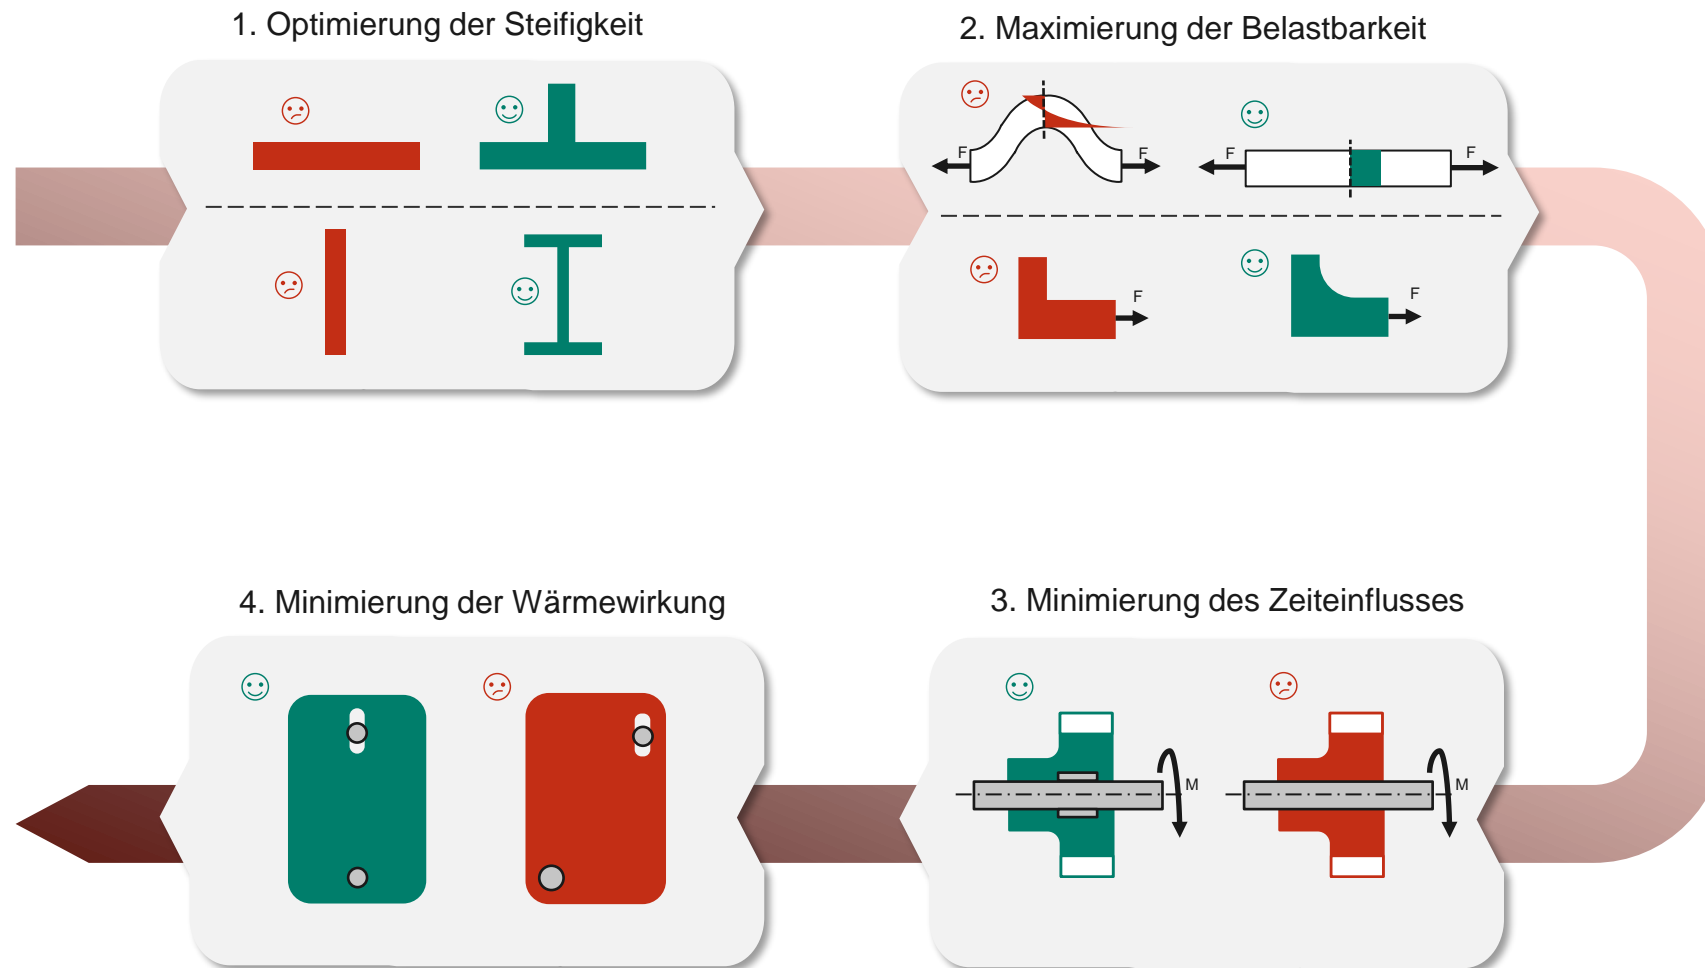 1. Optimierung der Steifigkeit
2. Maximierung der Belastbarkeit
F
F
F
F
F
F
4. Minimierung der Wärmewirkung
3. Minimierung des Zeiteinflusses
M
M